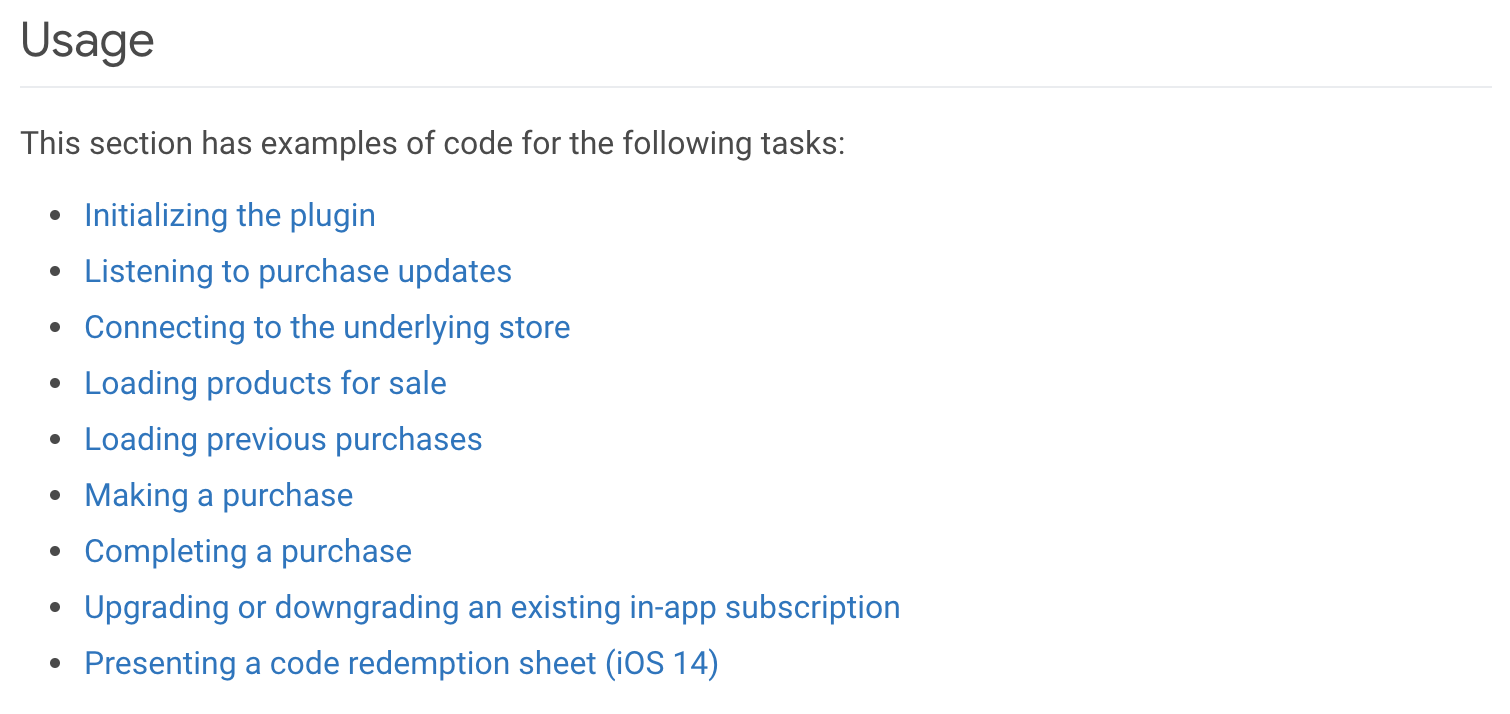 Usage
This section has examples of code for the following tasks:
• Initializing the plugin
• Listening to purchase updates
• Connecting to the underlying store
• Loading products for sale
• Loading previous purchases
• Making a purchase
• Completing a purchase
• Upgrading or downgrading an existing in-app subscription
• Presenting a code redemption sheet (iOS 14)